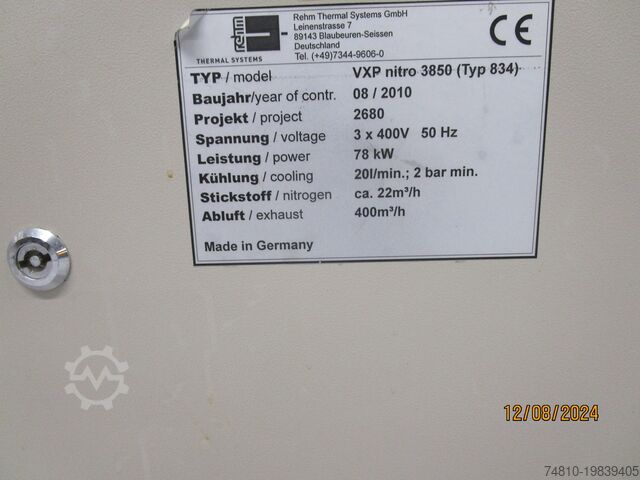 rehm
THERMAL SYSTEMS
Rehm Thermal Systems GmbH
Leinenstrasse 7
89143 Blaubeuren-Seissen
Deutschland
Tel. (+49)7344-9606-0
CE
TYP / model VXP nitro 3850 (Typ 834)
Baujahr/year of contr. 08 / 2010
Projekt / project 2680
Spannung / voltage 3 x 400V 50 Hz
Leistung / power 78 kW
Kühlung / cooling 20l/min.; 2 bar min.
Stickstoff / nitrogen ca. 22m³/h
Abluft / exhaust 400m³/h
Made in Germany
12/08/2024
74810-19839405